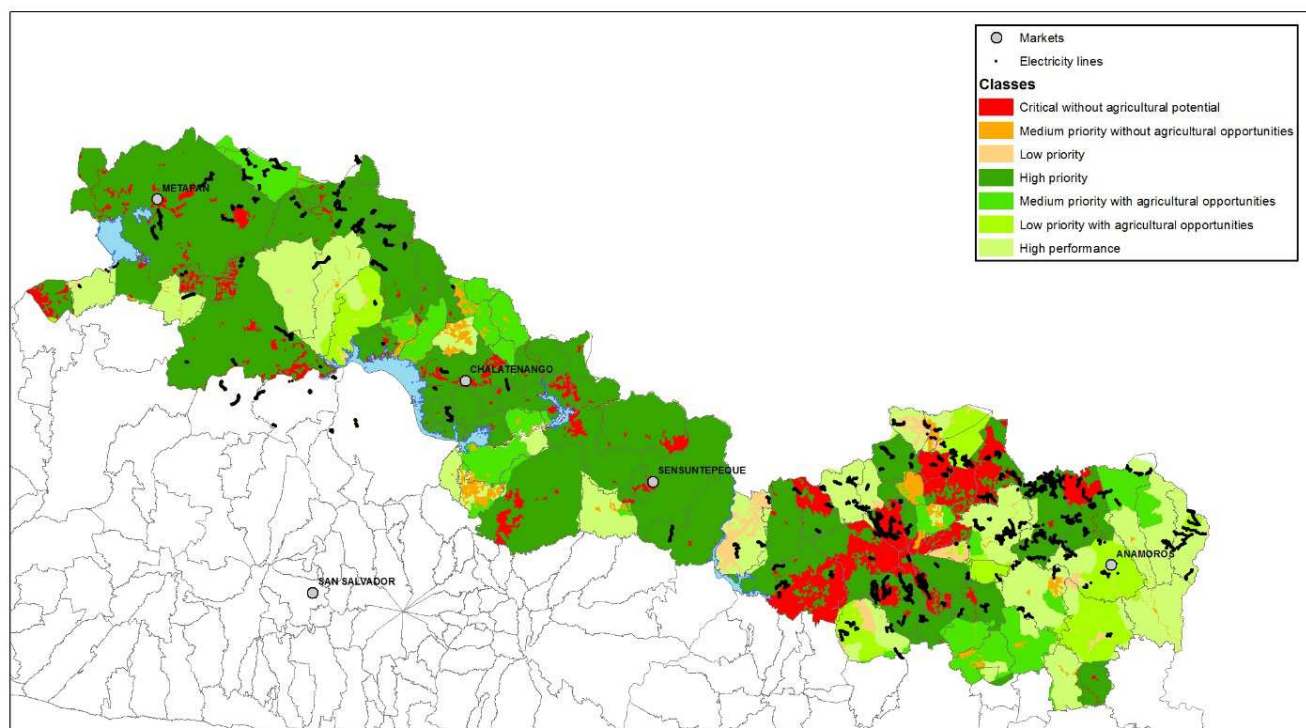 Markets
Electricity lines
Classes
Critical without agricultural potential
Medium priority without agricultural opportunities
Low priority
High priority
Medium priority with agricultural opportunities
Low priority with agricultural opportunities
High performance
METAPAN
CHALATENANGO
SENSUNTEPEQUE
ANAMOROS
SAN SALVADOR